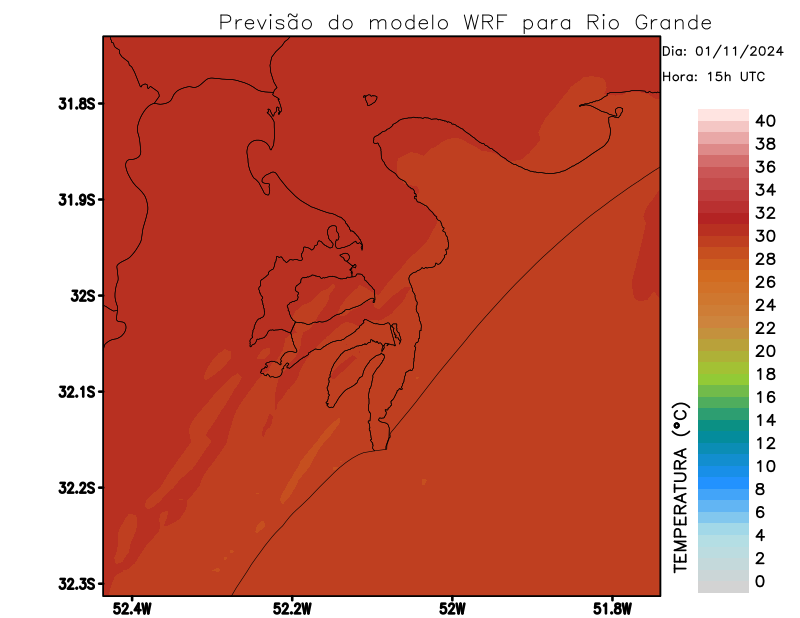 Previsão do modelo WRF para Rio Grande
Dia: 01/11/2024
Hora: 15h UTC
31.8S
31.9S
32S
32.1S
32.2S
32.3S
52.4W
52.2W
52W
51.8W
TEMPERATURA (°C)
40
38
36
34
32
30
28
26
24
22
20
18
16
14
12
10
8
6
4
2
0